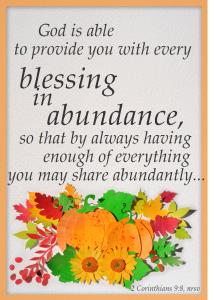 God is able
to provide you with every
blessing
in
abundance,
so that by always having
enough of everything
you may share abundantly...
2 Corinthians 9:8, nrsv